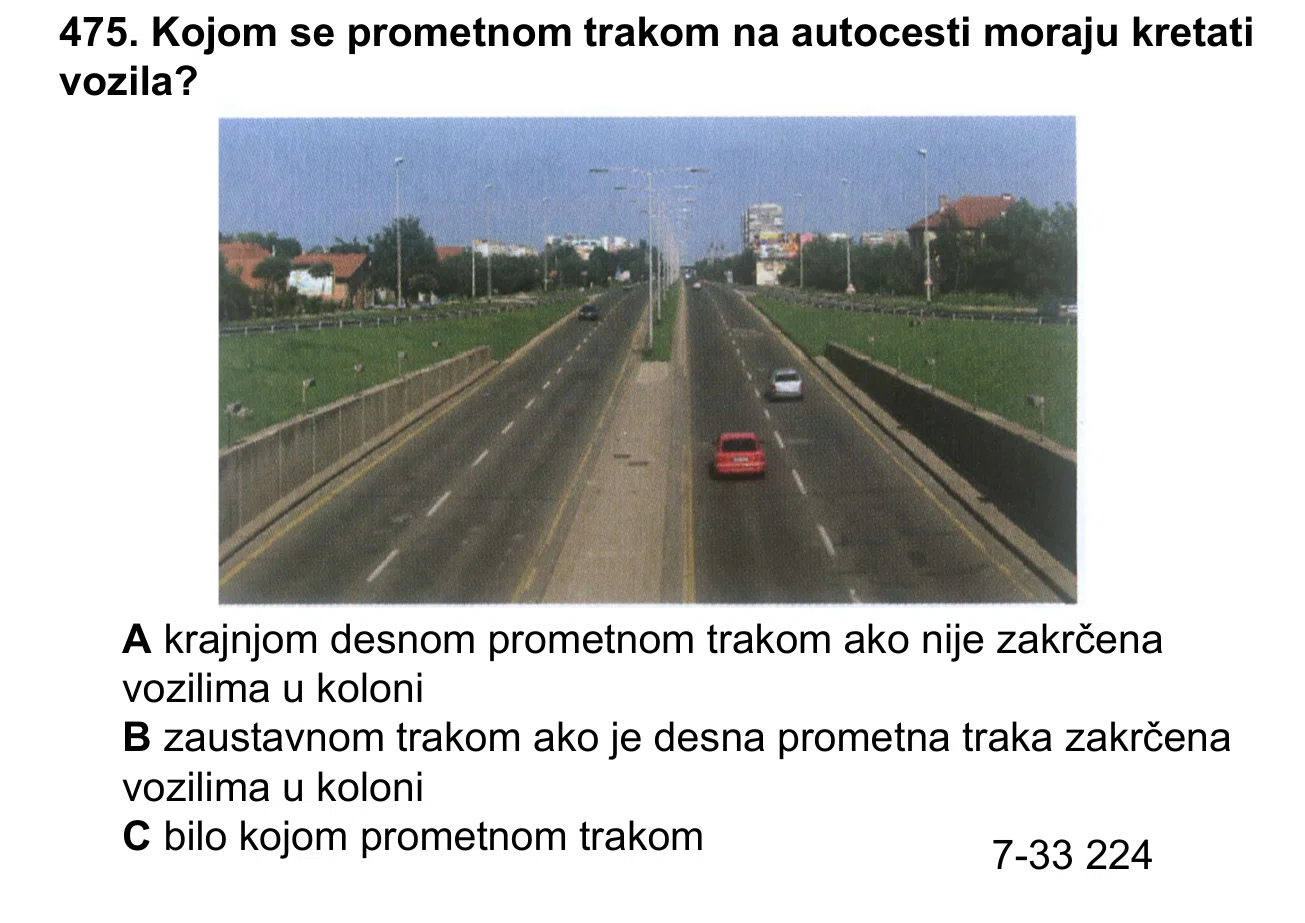 475. Kojom se prometnom trakom na autocesti moraju kretati
vozila?
A krajnjom desnom prometnom trakom ako nije zakrčena
vozilima u koloni
B zaustavnom trakom ako je desna prometna traka zakrčena
vozilima u koloni
C bilo kojom prometnom trakom
7-33 224